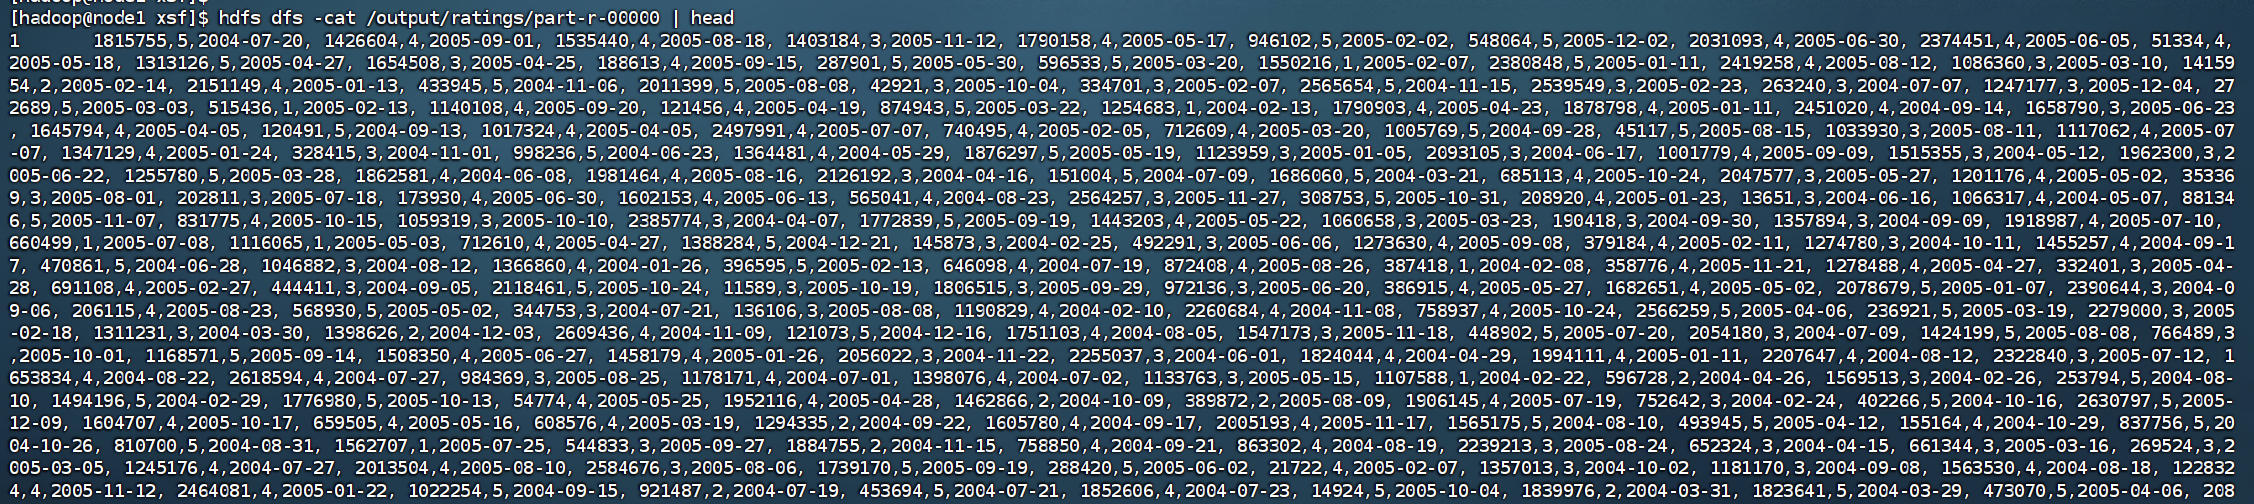 [hadoop@node1 xsf]$ hdfs dfs -cat /output/ratings/part-r-00000 | head
1       1815755,5,2004-07-20, 1426604,4,2005-09-01, 1535440,4,2005-08-18, 1403184,3,2005-11-12, 1790158,4,2005-05-17, 946102,5,2005-02-02, 548064,5,2005-12-02, 2031093,4,2005-06-30, 2374451,4,2005-06-05, 51334,4,
2005-05-18, 1313126,5,2005-04-27, 1654508,3,2005-04-25, 188613,4,2005-09-15, 287901,5,2005-05-30, 596533,5,2005-03-20, 1550216,1,2005-02-07, 2380848,5,2005-01-11, 2419258,4,2005-08-12, 1086360,3,2005-03-10, 14159
54,2,2005-02-14, 2151149,4,2005-01-13, 433945,5,2004-11-06, 2011399,5,2005-08-08, 42921,3,2005-10-04, 334701,3,2005-02-07, 2565654,5,2004-11-15, 2539549,3,2005-02-23, 263240,3,2004-07-07, 1247177,3,2005-12-04, 27
2689,5,2005-03-03, 515436,1,2005-02-13, 1140108,4,2005-09-20, 121456,4,2005-04-19, 874943,5,2005-03-22, 1254683,1,2004-02-13, 1790903,4,2005-04-23, 1878798,4,2005-01-11, 2451020,4,2004-09-14, 1658790,3,2005-06-23
, 1645794,4,2005-04-05, 120491,5,2004-09-13, 1017324,4,2005-04-05, 2497991,4,2005-07-07, 740495,4,2005-02-05, 712609,4,2005-03-20, 1005769,5,2004-09-28, 45117,5,2005-08-15, 1033930,3,2005-08-11, 1117062,4,2005-07
-07, 1347129,4,2005-01-24, 328415,3,2004-11-01, 998236,5,2004-06-23, 1364481,4,2004-05-29, 1876297,5,2005-05-19, 1123959,3,2005-01-05, 2093105,3,2004-06-17, 1001779,4,2005-09-09, 1515355,3,2004-05-12, 1962300,3,2
005-06-22, 1255780,5,2005-03-28, 1862581,4,2004-06-08, 1981464,4,2005-08-16, 2126192,3,2004-04-16, 151004,5,2004-07-09, 1686060,5,2004-03-21, 685113,4,2005-10-24, 2047577,3,2005-05-27, 1201176,4,2005-05-02, 35336
9,3,2005-08-01, 202811,3,2005-07-18, 173930,4,2005-06-30, 1602153,4,2005-06-13, 565041,4,2004-08-23, 2564257,3,2005-11-27, 308753,5,2005-10-31, 208920,4,2005-01-23, 13651,3,2004-06-16, 1066317,4,2004-05-07, 88134
6,5,2005-11-07, 831775,4,2005-10-15, 1059319,3,2005-10-10, 2385774,3,2004-04-07, 1772839,5,2005-09-19, 1443203,4,2005-05-22, 1060658,3,2005-03-23, 190418,3,2004-09-30, 1357894,3,2004-09-09, 1918987,4,2005-07-10,
660499,1,2005-07-08, 1116065,1,2005-05-03, 712610,4,2005-04-27, 1388284,5,2004-12-21, 145873,3,2004-02-25, 492291,3,2005-06-06, 1273630,4,2005-09-08, 379184,4,2005-02-11, 1274780,3,2004-10-11, 1455257,4,2004-09-1
7, 470861,5,2004-06-28, 1046882,3,2004-08-12, 1366860,4,2004-01-26, 396595,5,2005-02-13, 646098,4,2004-07-19, 872408,4,2005-08-26, 387418,1,2004-02-08, 358776,4,2005-11-21, 1278488,4,2005-04-27, 332401,3,2005-04-
28, 691108,4,2005-02-27, 444411,3,2004-09-05, 2118461,5,2005-10-24, 11589,3,2005-10-19, 1806515,3,2005-09-29, 972136,3,2005-06-20, 386915,4,2005-05-27, 1682651,4,2005-05-02, 2078679,5,2005-01-07, 2390644,3,2004-0
9-06, 206115,4,2005-08-23, 568930,5,2005-05-02, 344753,3,2004-07-21, 136106,3,2005-08-08, 1190829,4,2004-02-10, 2260684,4,2004-11-08, 758937,4,2005-10-24, 2566259,5,2005-04-06, 236921,5,2005-03-19, 2279000,3,2005
-02-18, 1311231,3,2004-03-30, 1398626,2,2004-12-03, 2609436,4,2004-11-09, 121073,5,2004-12-16, 1751103,4,2004-08-05, 1547173,3,2005-11-18, 448902,5,2005-07-20, 2054180,3,2004-07-09, 1424199,5,2005-08-08, 766489,3
,2005-10-01, 1168571,5,2005-09-14, 1508350,4,2005-06-27, 1458179,4,2005-01-26, 2056022,3,2004-11-22, 2255037,3,2004-06-01, 1824044,4,2004-04-29, 1994111,4,2005-01-11, 2207647,4,2004-08-12, 2322840,3,2005-07-12, 1
653834,4,2004-08-22, 2618594,4,2004-07-27, 984369,3,2005-08-25, 1178171,4,2004-07-01, 1398076,4,2004-07-02, 1133763,3,2005-05-15, 1107588,1,2004-02-22, 596728,2,2004-04-26, 1569513,3,2004-02-26, 253794,5,2004-08-
10, 1494196,5,2004-02-29, 1776980,5,2005-10-13, 54774,4,2005-05-25, 1952116,4,2005-04-28, 1462866,2,2004-10-09, 389872,2,2005-08-09, 1906145,4,2005-07-19, 752642,3,2004-02-24, 402266,5,2004-10-16, 2630797,5,2005-
12-09, 1604707,4,2005-10-17, 659505,4,2005-05-16, 608576,4,2005-03-19, 1294335,2,2004-09-22, 1605780,4,2004-09-17, 2005193,4,2005-11-17, 1565175,5,2004-08-10, 493945,5,2005-04-12, 155164,4,2004-10-29, 837756,5,20
04-10-26, 810700,5,2004-08-31, 1562707,1,2005-07-25, 544833,3,2005-09-27, 1884755,2,2004-11-15, 758850,4,2004-09-21, 863302,4,2004-08-19, 2239213,3,2005-08-24, 652324,3,2004-04-15, 661344,3,2005-03-16, 269524,3,2
005-03-05, 1245176,4,2004-07-27, 2013504,4,2005-08-10, 2584676,3,2005-08-06, 1739170,5,2005-09-19, 288420,5,2005-06-02, 21722,4,2005-02-07, 1357013,3,2004-10-02, 1181170,3,2004-09-08, 1563530,4,2004-08-18, 122832
4,4,2005-11-12, 2464081,4,2005-01-22, 1022254,5,2004-09-15, 921487,2,2004-07-19, 453694,5,2004-07-21, 1852606,4,2004-07-23, 14924,5,2005-10-04, 1839976,2,2004-03-31, 1823641,5,2004-03-29, 473070,5,2005-04-06, 208